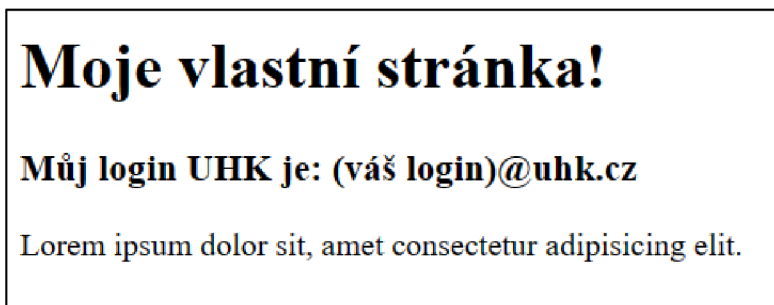 Moje vlastní stránka!
Můj login UHK je: (váš login)@uhk.cz
Lorem ipsum dolor sit, amet consectetur adipisicing elit.